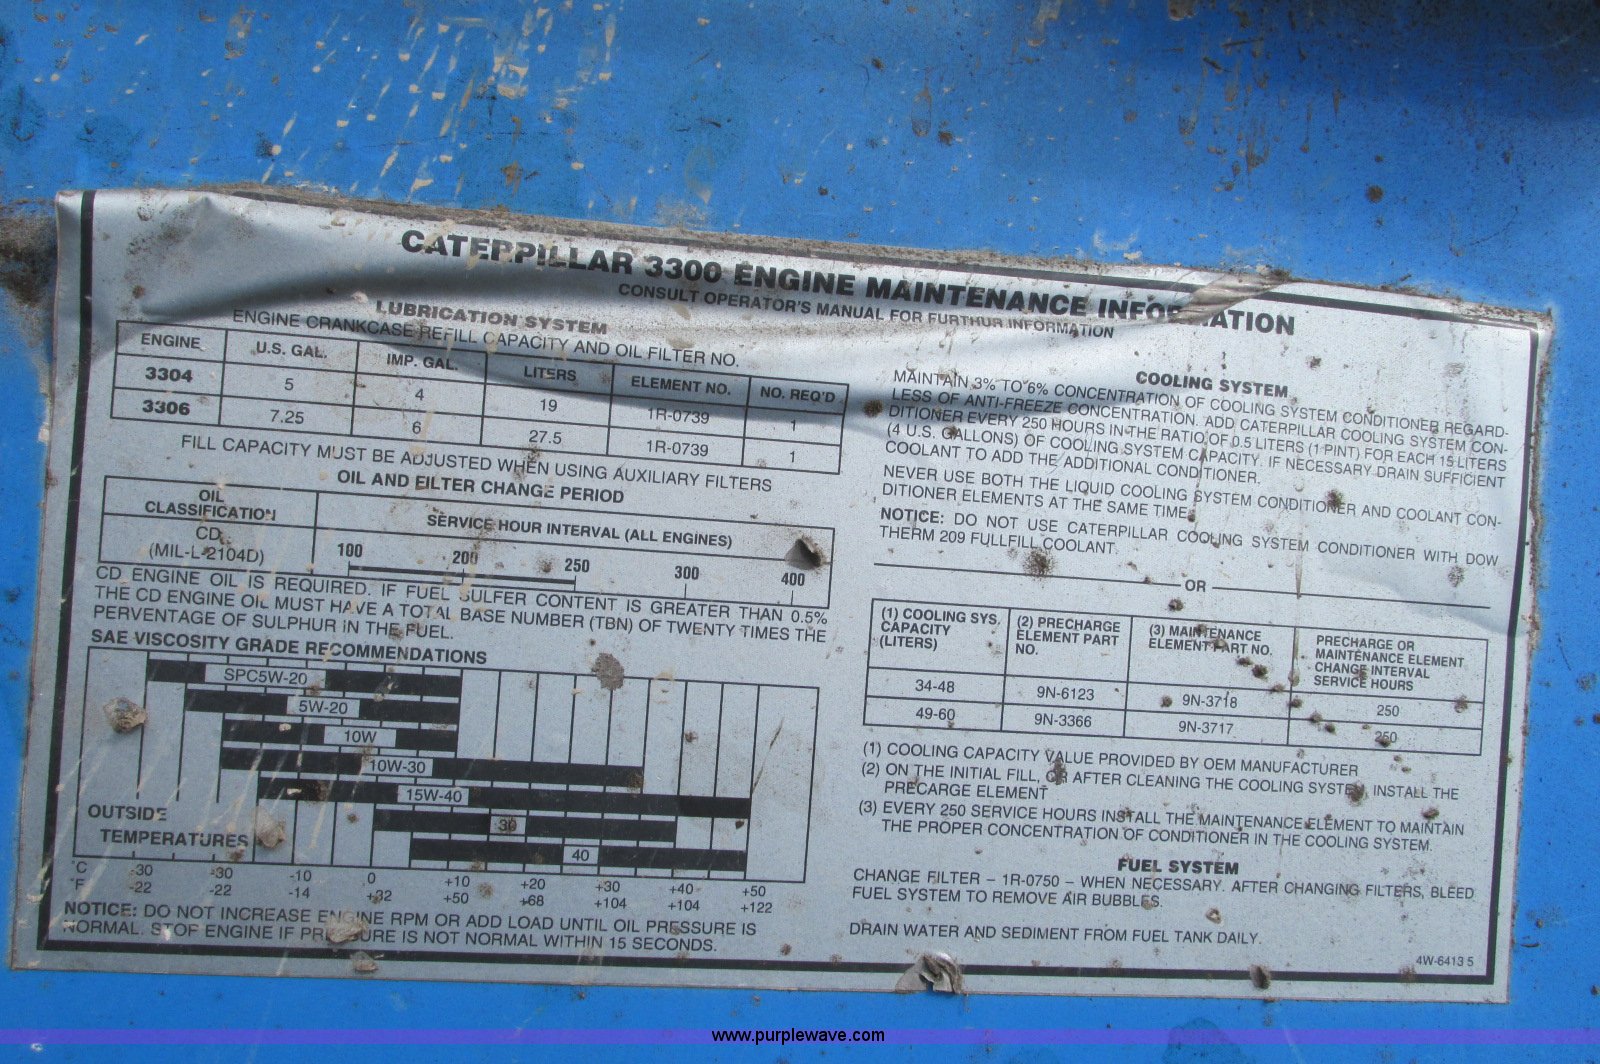 CATERPILLAR 3300 ENGINE MAINTENANCE INFORMATION
CONSULT OPERATOR'S MANUAL FOR FURTHUR INFORMATION
LUBRICATION SYSTEM
ENGINE CRANKCASE REFILL CAPACITY AND OIL FILTER NO.
ENGINE U.S. GAL. IMP. GAL. LITERS ELEMENT NO. NO. REQ'D
3304 5 4 19 1R-0739 1
3306 7.25 6 27.5 1R-0739 1
FILL CAPACITY MUST BE ADJUSTED WHEN USING AUXILIARY FILTERS
OIL AND FILTER CHANGE PERIOD
OIL
CLASSIFICATION
SERVICE HOUR INTERVAL (ALL ENGINES)
CD
(MIL-L-2104D)
100 200 250 300 400
CD ENGINE OIL IS REQUIRED. IF FUEL SULFER CONTENT IS GREATER THAN 0.5%
THE CD ENGINE OIL MUST HAVE A TOTAL BASE NUMBER (TBN) OF TWENTY TIMES THE
PERVENTAGE OF SULPHUR IN THE FUEL.
SAE VISCOSITY GRADE RECOMMENDATIONS
SPC5W-20
5W-20
10W
10W-30
15W-40
30
40
OUTSIDE
TEMPERATURES
°C -30 -30 -10 0 +10 +20 +30 +40 +50
°F -22 -22 -14 +32 +50 +68 +104 +104 +122
NOTICE: DO NOT INCREASE ENGINE RPM OR ADD LOAD UNTIL OIL PRESSURE IS
NORMAL. STOP ENGINE IF PRESSURE IS NOT NORMAL WITHIN 15 SECONDS.
COOLING SYSTEM
MAINTAIN 3% TO 6% CONCENTRATION OF COOLING SYSTEM CONDITIONER REGARD-
LESS OF ANTI-FREEZE CONCENTRATION. ADD CATERPILLAR COOLING SYSTEM CON-
DITIONER EVERY 250 HOURS IN THE RATIO OF 0.5 LITERS (1 PINT) FOR EACH 15 LITERS
(4 U.S. GALLONS) OF COOLING SYSTEM CAPACITY. IF NECESSARY DRAIN SUFFICIENT
COOLANT TO ADD THE ADDITIONAL CONDITIONER.
NEVER USE BOTH THE LIQUID COOLING SYSTEM CONDITIONER AND COOLANT CON-
DITIONER ELEMENTS AT THE SAME TIME.
NOTICE: DO NOT USE CATERPILLAR COOLING SYSTEM CONDITIONER WITH DOW
THERM 209 FULLFILL COOLANT.
OR
(1) COOLING SYS.
CAPACITY
(LITERS)
(2) PRECHARGE
ELEMENT PART
NO.
(3) MAINTENANCE
ELEMENT PART NO.
PRECHARGE OR
MAINTENANCE ELEMENT
CHANGE INTERVAL
SERVICE HOURS
34-48 9N-6123 9N-3718 250
49-60 9N-3366 9N-3717 250
(1) COOLING CAPACITY VALUE PROVIDED BY OEM MANUFACTURER
(2) ON THE INITIAL FILL, OR AFTER CLEANING THE COOLING SYSTEM, INSTALL THE
PRECARGE ELEMENT
(3) EVERY 250 SERVICE HOURS INSTALL THE MAINTENANCE ELEMENT TO MAINTAIN
THE PROPER CONCENTRATION OF CONDITIONER IN THE COOLING SYSTEM.
FUEL SYSTEM
CHANGE FILTER – 1R-0750 – WHEN NECESSARY. AFTER CHANGING FILTERS, BLEED
FUEL SYSTEM TO REMOVE AIR BUBBLES.
DRAIN WATER AND SEDIMENT FROM FUEL TANK DAILY.
4W-6413 5
www.purplewave.com